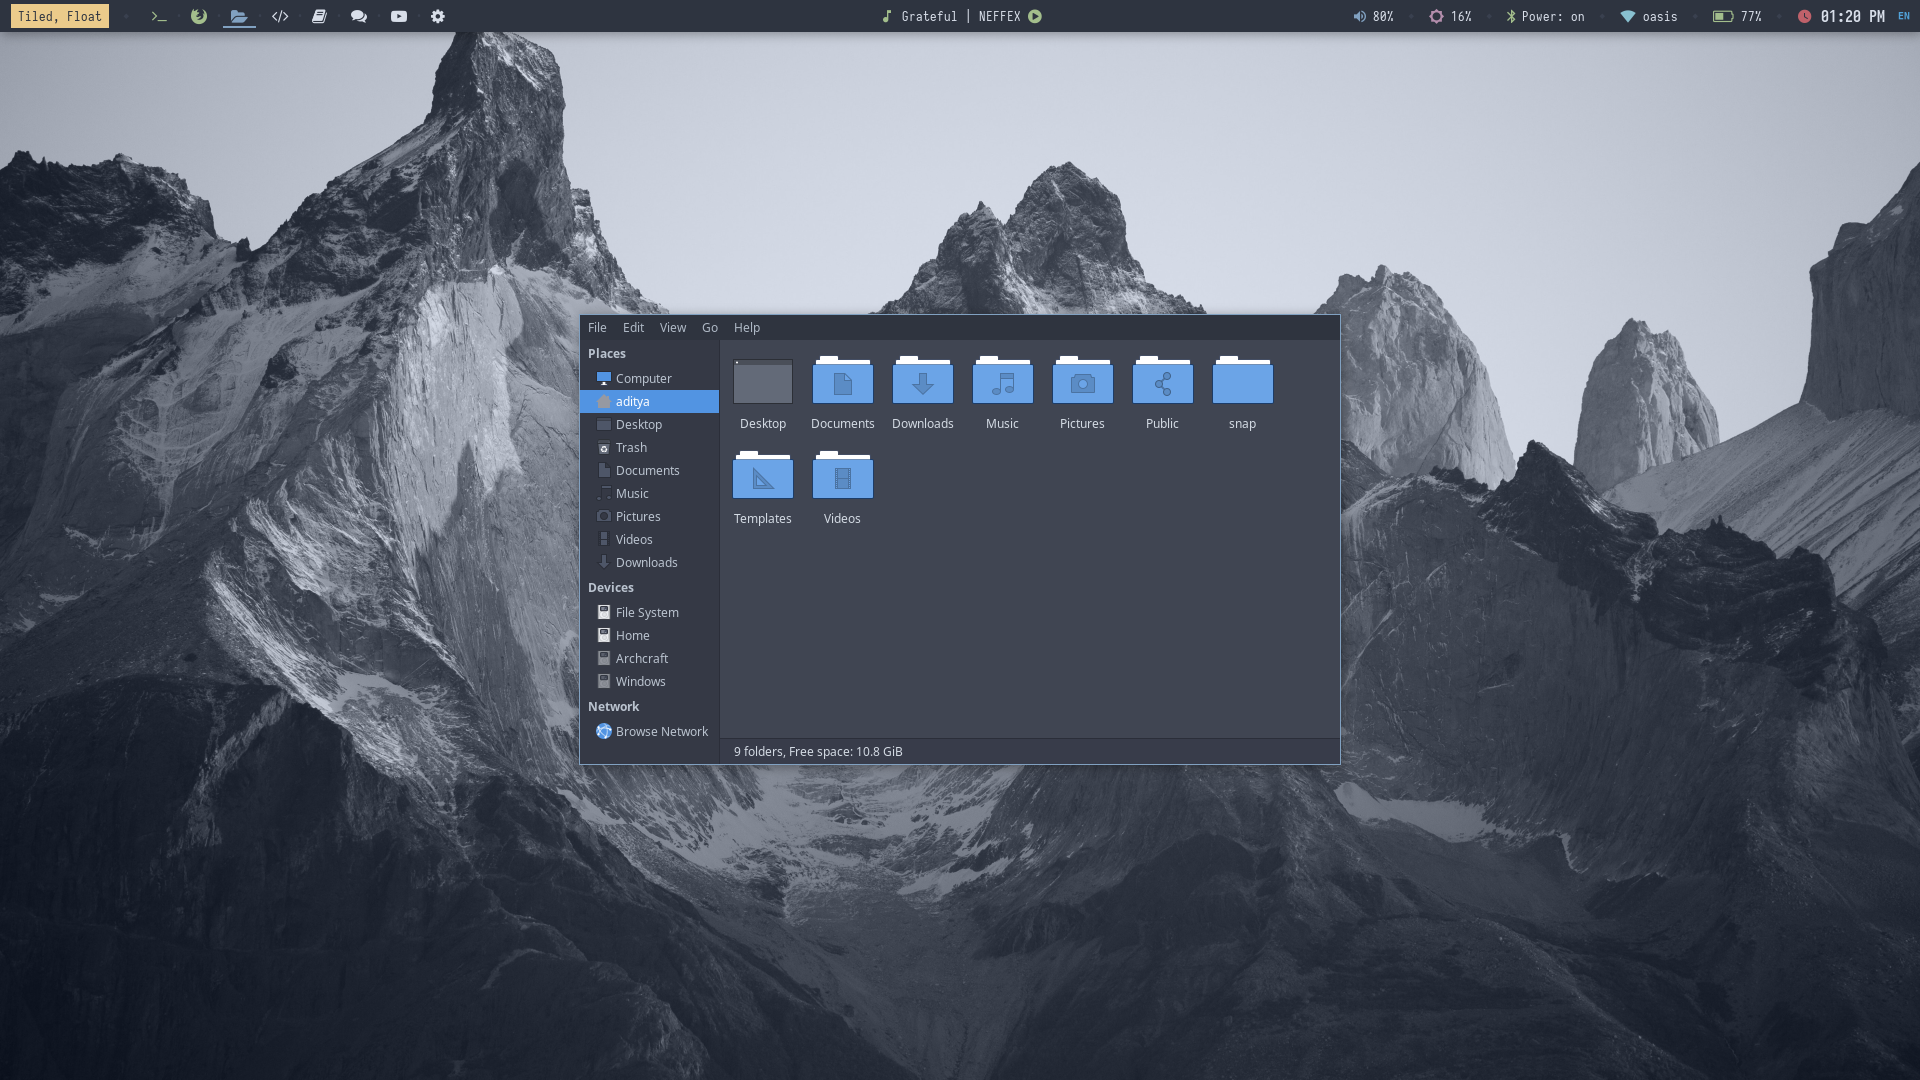 Tiled, Float
Grateful | NEFFEX
80%
16%
Power: on
oasis
77%
01:20 PM
EN
File Edit View Go Help
Places
Computer
aditya
Desktop
Trash
Documents
Music
Pictures
Videos
Downloads
Devices
File System
Home
Archcraft
Windows
Network
Browse Network
Desktop Documents Downloads Music Pictures Public snap
Templates Videos
9 folders, Free space: 10.8 GiB